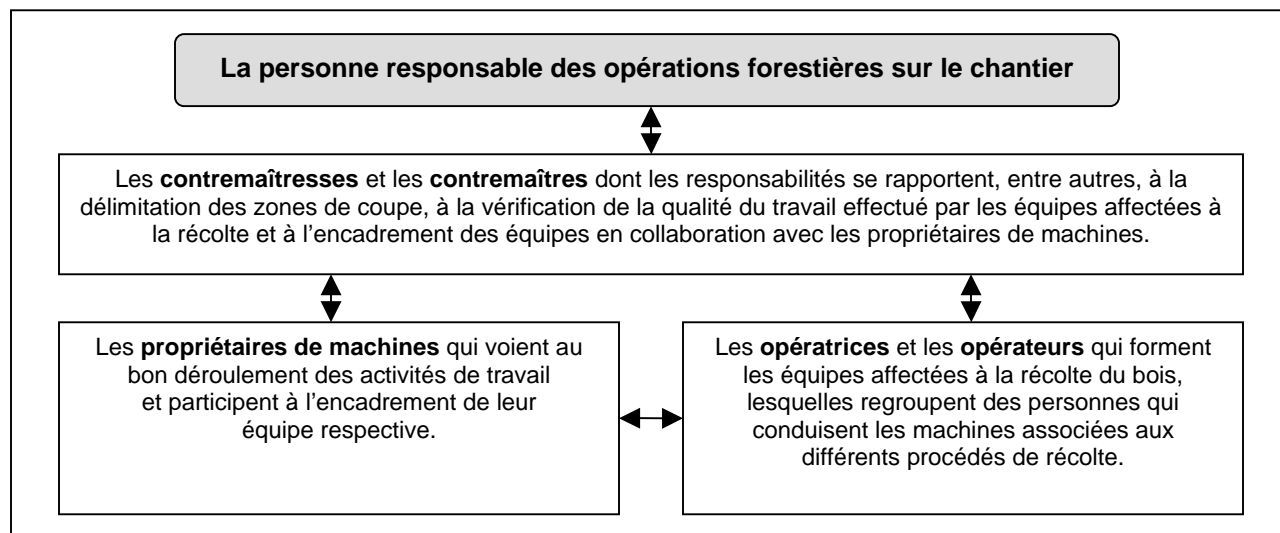 La personne responsable des opérations forestières sur le chantier
Les contremaîtresses et les contremaîtres dont les responsabilités se rapportent, entre autres, à la
délimitation des zones de coupe, à la vérification de la qualité du travail effectué par les équipes affectées à
la récolte et à l’encadrement des équipes en collaboration avec les propriétaires de machines.
Les propriétaires de machines qui voient au
bon déroulement des activités de travail
et participent à l’encadrement de leur
équipe respective.
Les opératrices et les opérateurs qui forment
les équipes affectées à la récolte du bois,
lesquelles regroupent des personnes qui
conduisent les machines associées aux
différents procédés de récolte.